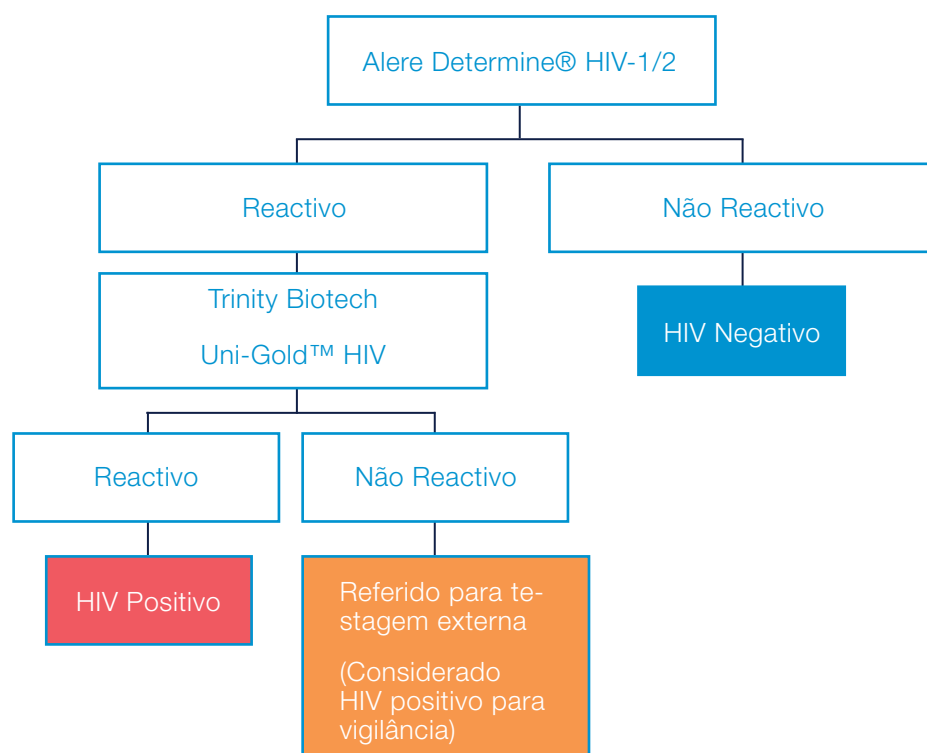 Alere Determine® HIV-1/2
Reactivo
Não Reactivo
Trinity Biotech
Uni-Gold™ HIV
HIV Negativo
Reactivo
Não Reactivo
HIV Positivo
Referido para te-
stagem externa
(Considerado
HIV positivo para
vigilância)